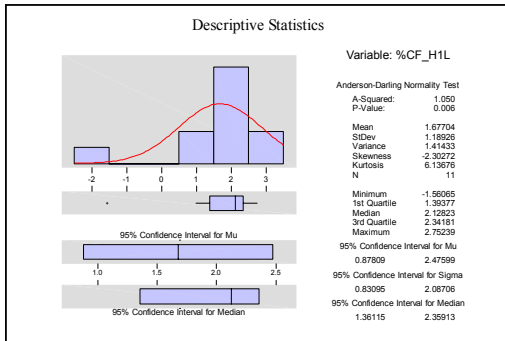 Descriptive Statistics
Variable: %CF_H1L
-2 -1 0 1 2 3
95% Confidence Interval for Mu
1.0 1.5 2.0 2.5
95% Confidence Interval for Median
Anderson-Darling Normality Test
A-Squared: 1.050
P-Value: 0.006
Mean 1.67704
StDev 1.18926
Variance 1.41433
Skewness -2.30272
Kurtosis 6.13676
N 11
Minimum -1.56065
1st Quartile 1.39377
Median 2.12823
3rd Quartile 2.34181
Maximum 2.75239
95% Confidence Interval for Mu
0.87809 2.47599
95% Confidence Interval for Sigma
0.83095 2.08706
95% Confidence Interval for Median
1.36115 2.35913